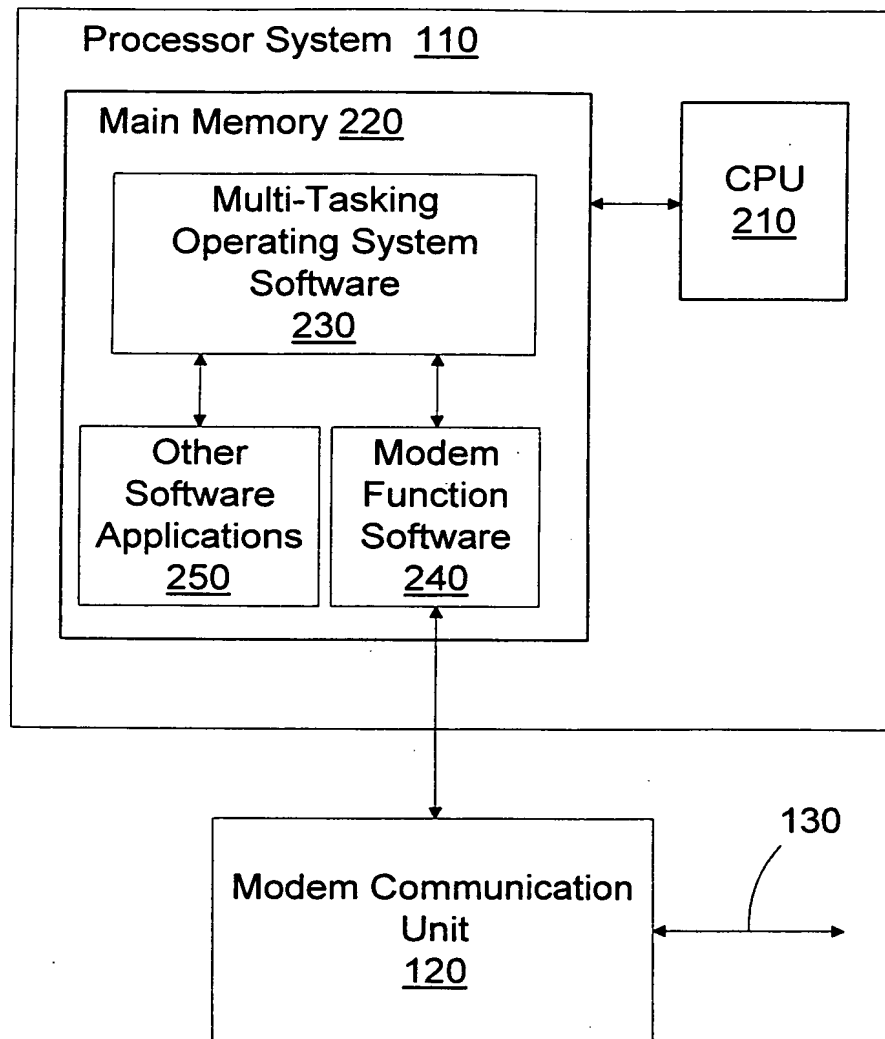 Processor System 110
Main Memory 220
Multi-Tasking
Operating System
Software
230
CPU
210
Other
Software
Applications
250
Modem
Function
Software
240
130
Modem Communication
Unit
120